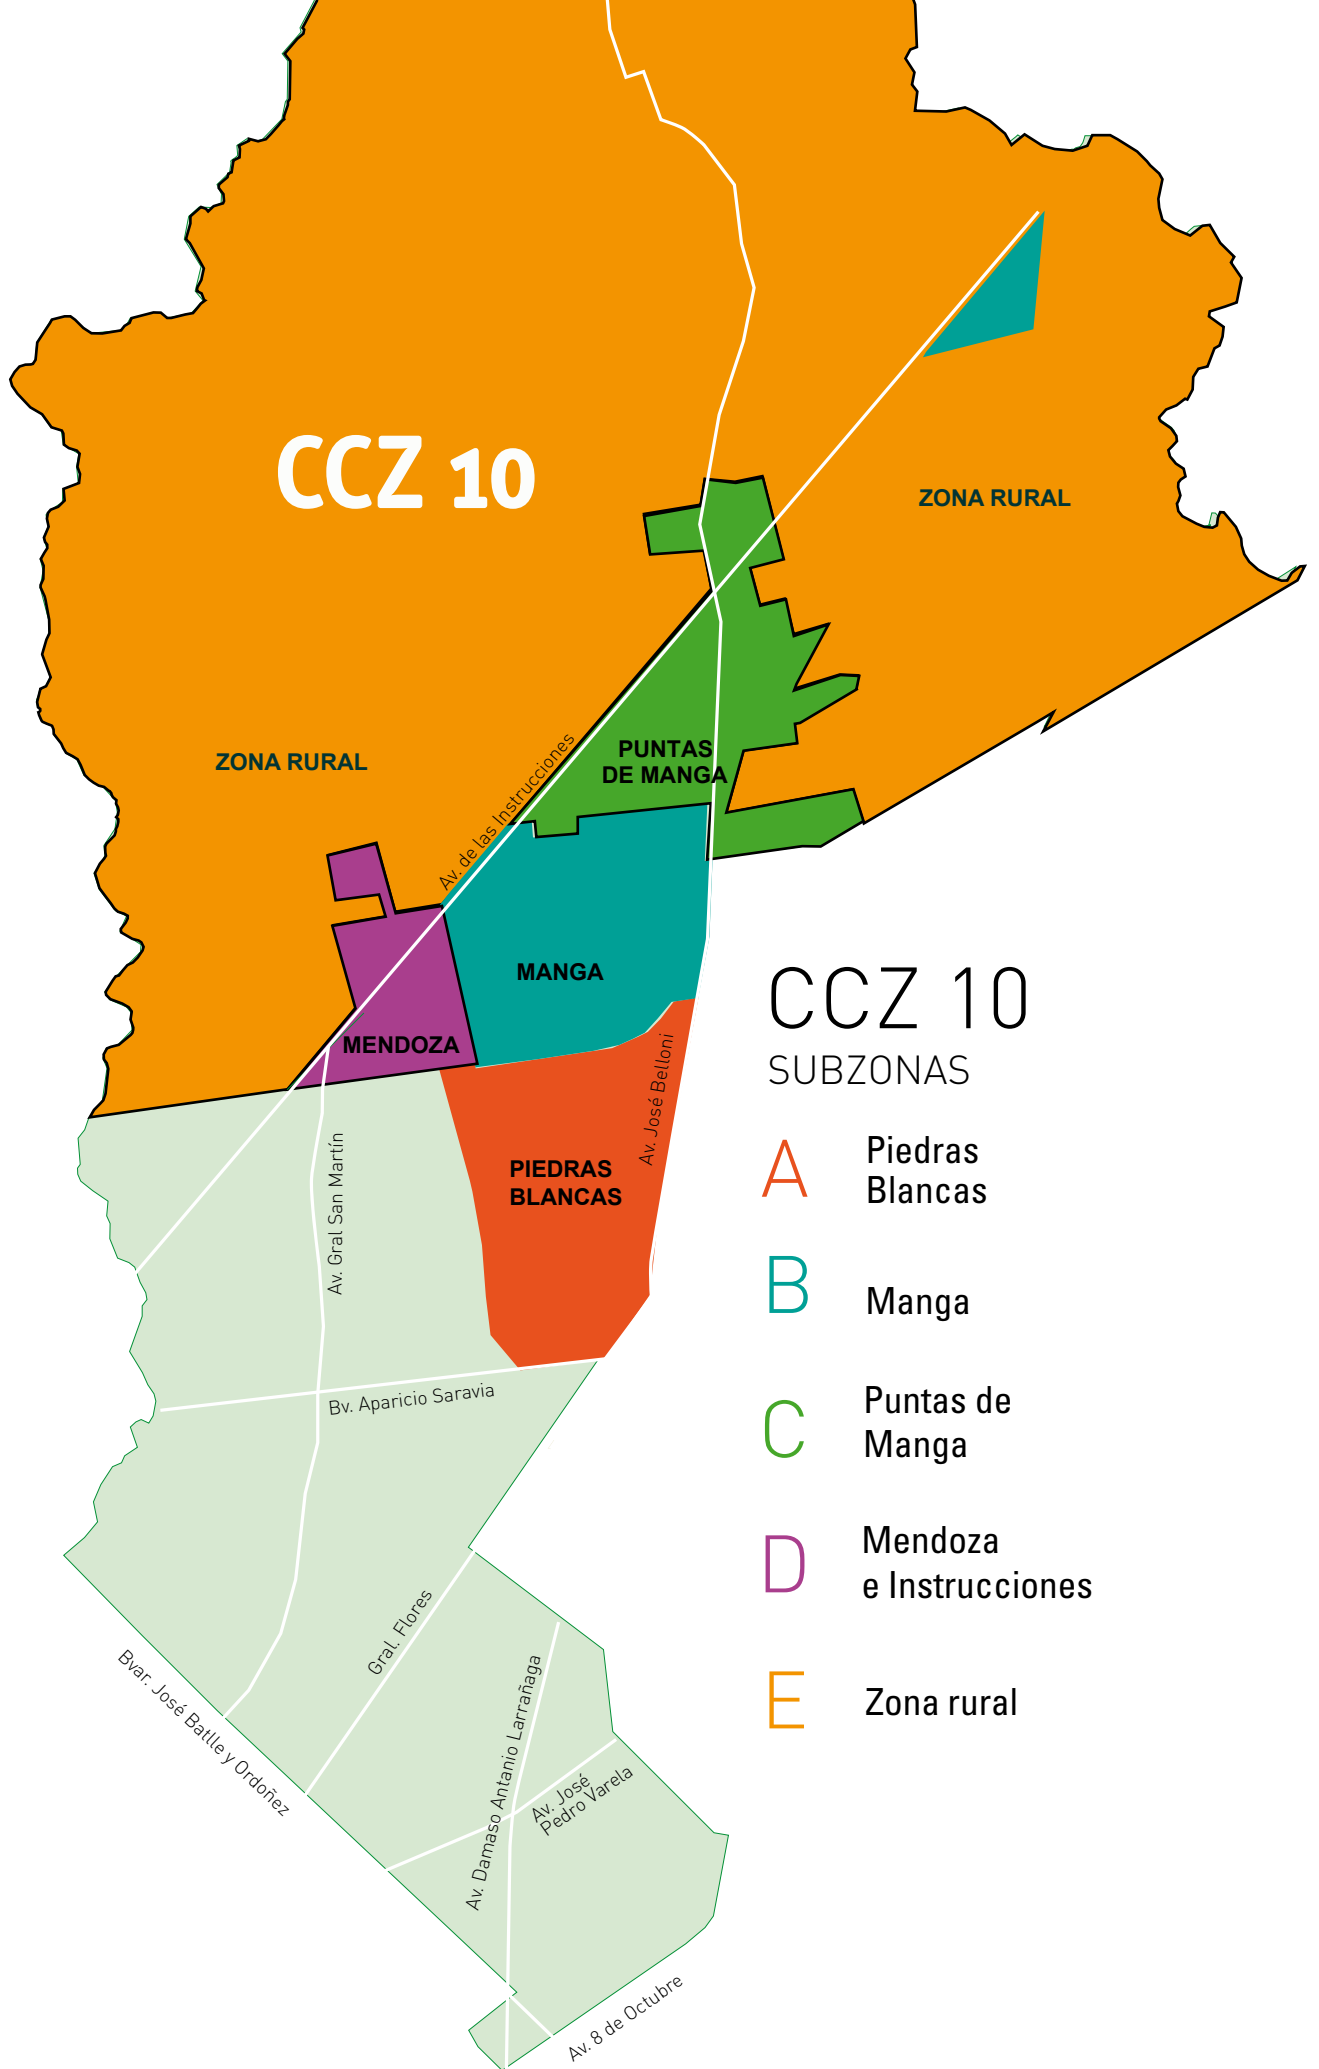 CCZ 10
ZONA RURAL
ZONA RURAL
PUNTAS
DE MANGA
Av. de las Instrucciones
MANGA
MENDOZA
PIEDRAS
BLANCAS
Av. José Belloni
Av. Gral San Martín
Bv. Aparicio Saravia
Gral. Flores
Bvar. José Batlle y Ordoñez
Av. Damaso Antanio Larrañaga
Av. José
Pedro Varela
Av. 8 de Octubre
CCZ 10
SUBZONAS
A Piedras
Blancas
B Manga
C Puntas de
Manga
D Mendoza
e Instrucciones
E Zona rural